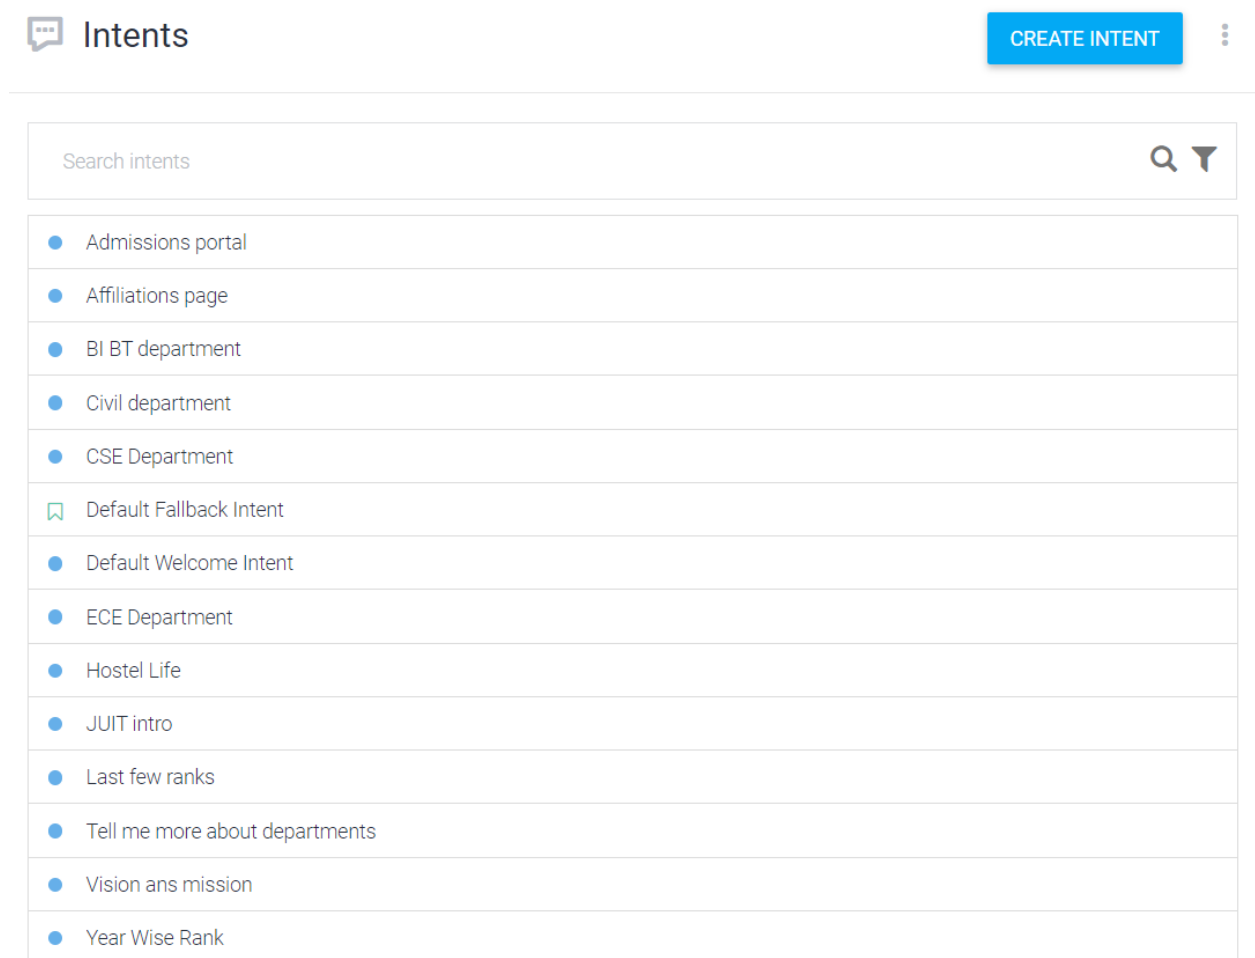 Intents
CREATE INTENT
Search intents
Admissions portal
Affiliations page
BI BT department
Civil department
CSE Department
Default Fallback Intent
Default Welcome Intent
ECE Department
Hostel Life
JUIT intro
Last few ranks
Tell me more about departments
Vision ans mission
Year Wise Rank